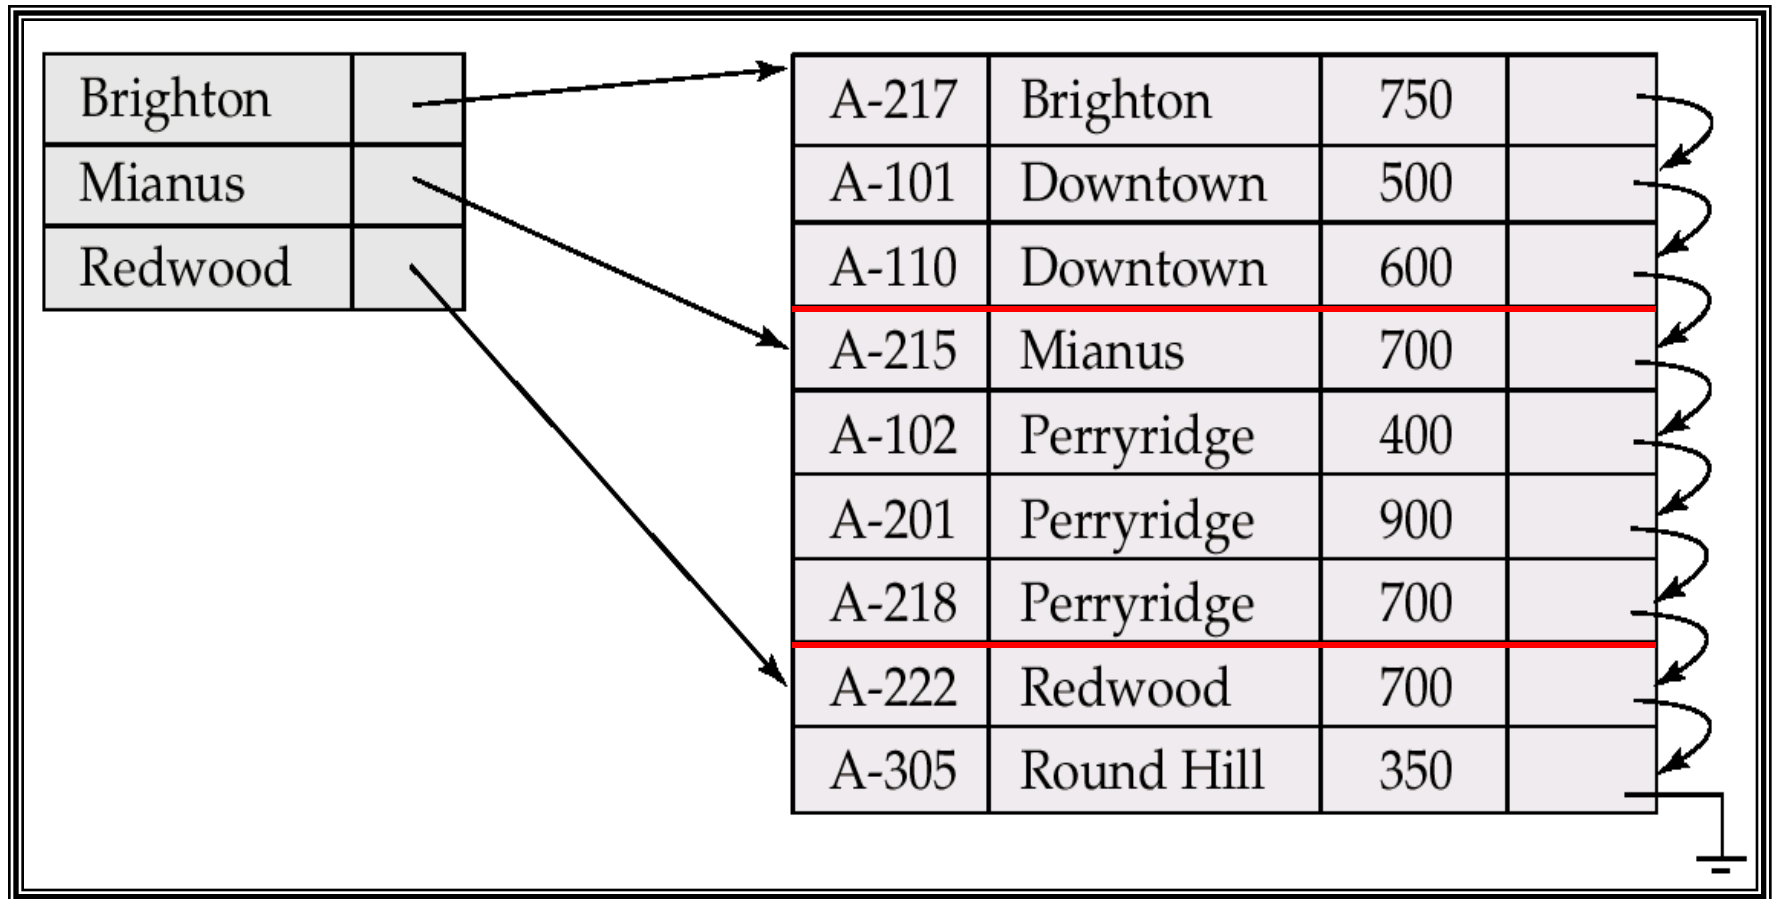 Brighton
Mianus
Redwood
A-217 Brighton 750
A-101 Downtown 500
A-110 Downtown 600
A-215 Mianus 700
A-102 Perryridge 400
A-201 Perryridge 900
A-218 Perryridge 700
A-222 Redwood 700
A-305 Round Hill 350